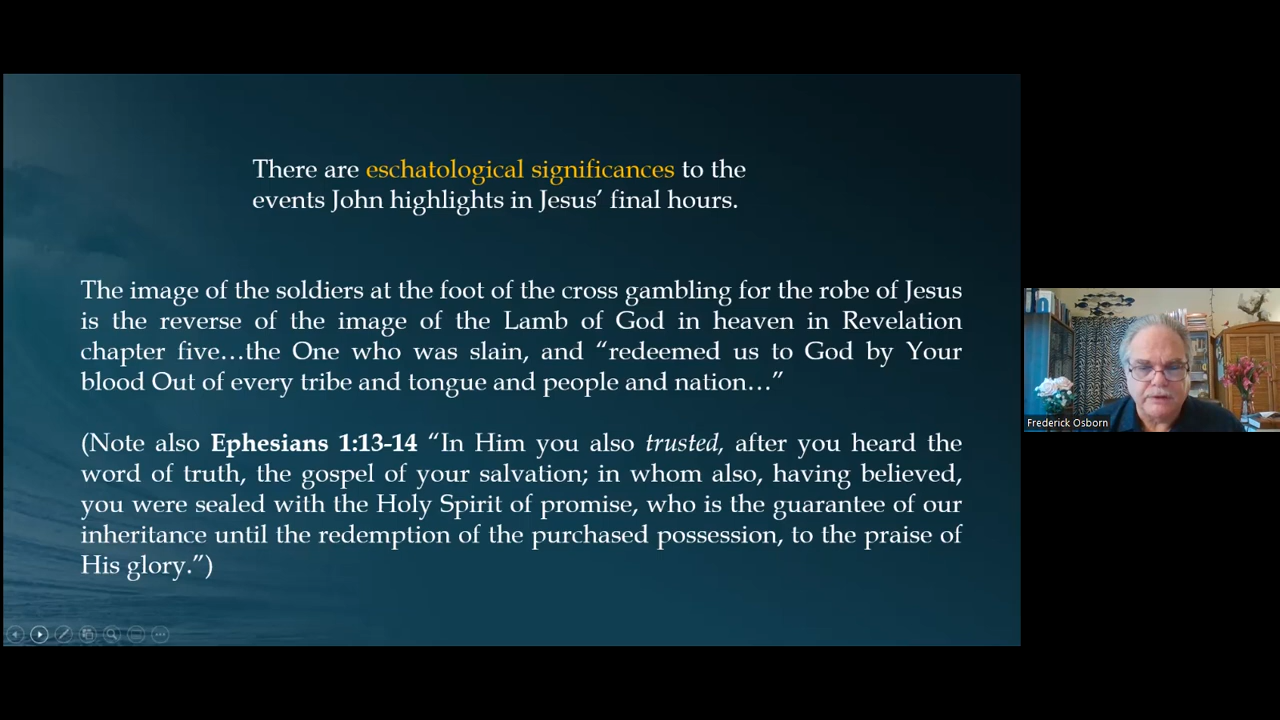 There are eschatological significances to the
events John highlights in Jesus’ final hours.
The image of the soldiers at the foot of the cross gambling for the robe of Jesus
is the reverse of the image of the Lamb of God in heaven in Revelation
chapter five…the One who was slain, and “redeemed us to God by Your
blood Out of every tribe and tongue and people and nation…”
(Note also Ephesians 1:13-14 “In Him you also trusted, after you heard the
word of truth, the gospel of your salvation; in whom also, having believed,
you were sealed with the Holy Spirit of promise, who is the guarantee of our
inheritance until the redemption of the purchased possession, to the praise of
His glory.”)
Frederick Osborn